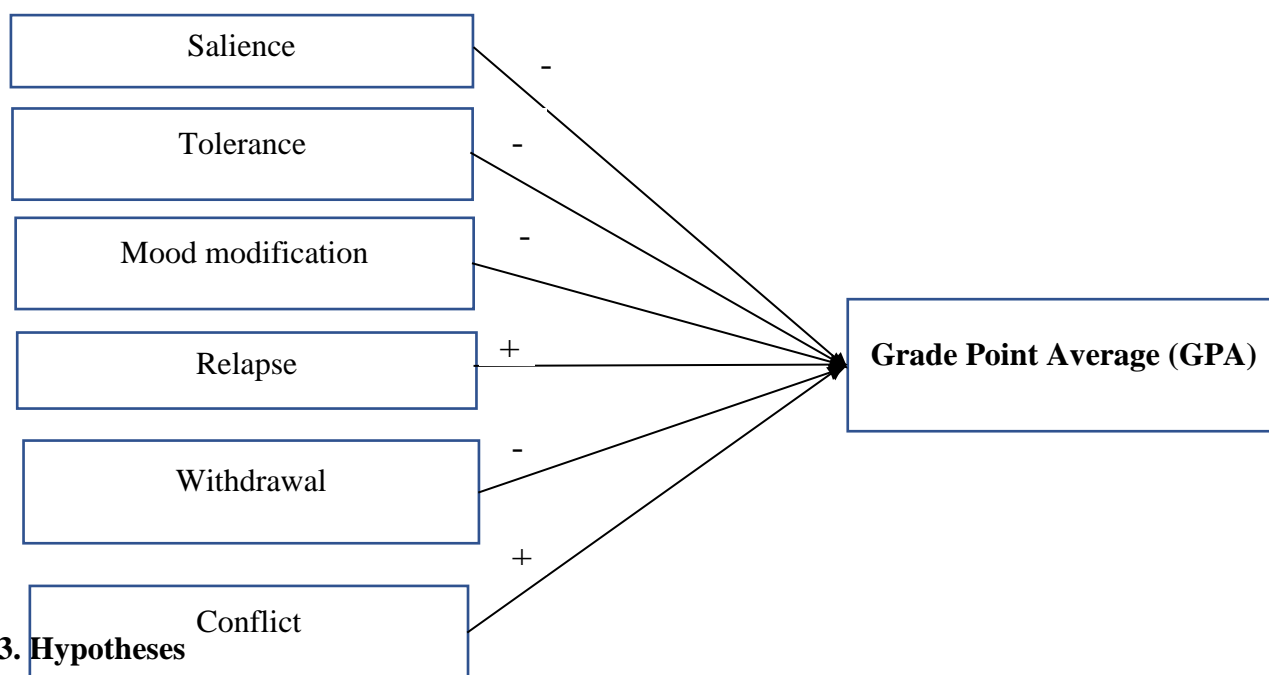 Salience
-
Tolerance
-
Mood modification
-
Relapse
+
Grade Point Average (GPA)
Withdrawal
-
Conflict
+
3. Hypotheses